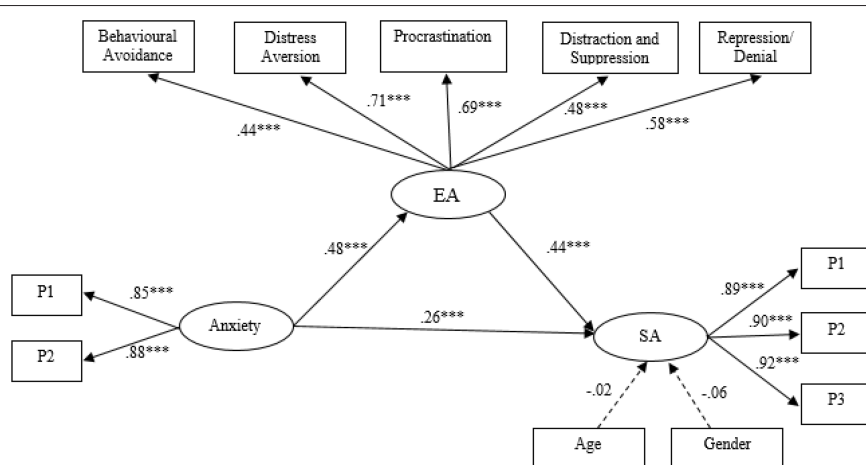 Behavioural
Avoidance
Distress
Aversion
Procrastination
Distraction and
Suppression
Repression/
Denial
.44***
.71***
.69***
.48***
.58***
EA
.48***
.44***
P1
.85***
P2
.88***
Anxiety
.26***
SA
.89***
P1
.90***
P2
.92***
P3
-.02
-.06
Age
Gender